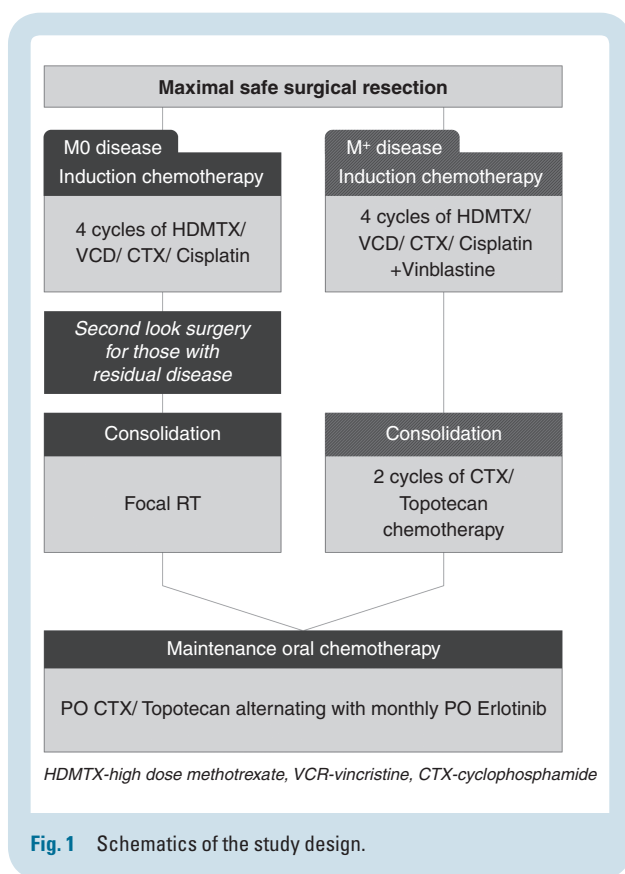 Maximal safe surgical resection
M0 disease
Induction chemotherapy
4 cycles of HDMTX/
VCD/ CTX/ Cisplatin
Second look surgery
for those with
residual disease
Consolidation
Focal RT
M+ disease
Induction chemotherapy
4 cycles of HDMTX/
VCD/ CTX/ Cisplatin
+Vinblastine
Consolidation
2 cycles of CTX/
Topotecan
chemotherapy
Maintenance oral chemotherapy
PO CTX/ Topotecan alternating with monthly PO Erlotinib
HDMTX-high dose methotrexate, VCR-vincristine, CTX-cyclophosphamide
Fig. 1 Schematics of the study design.